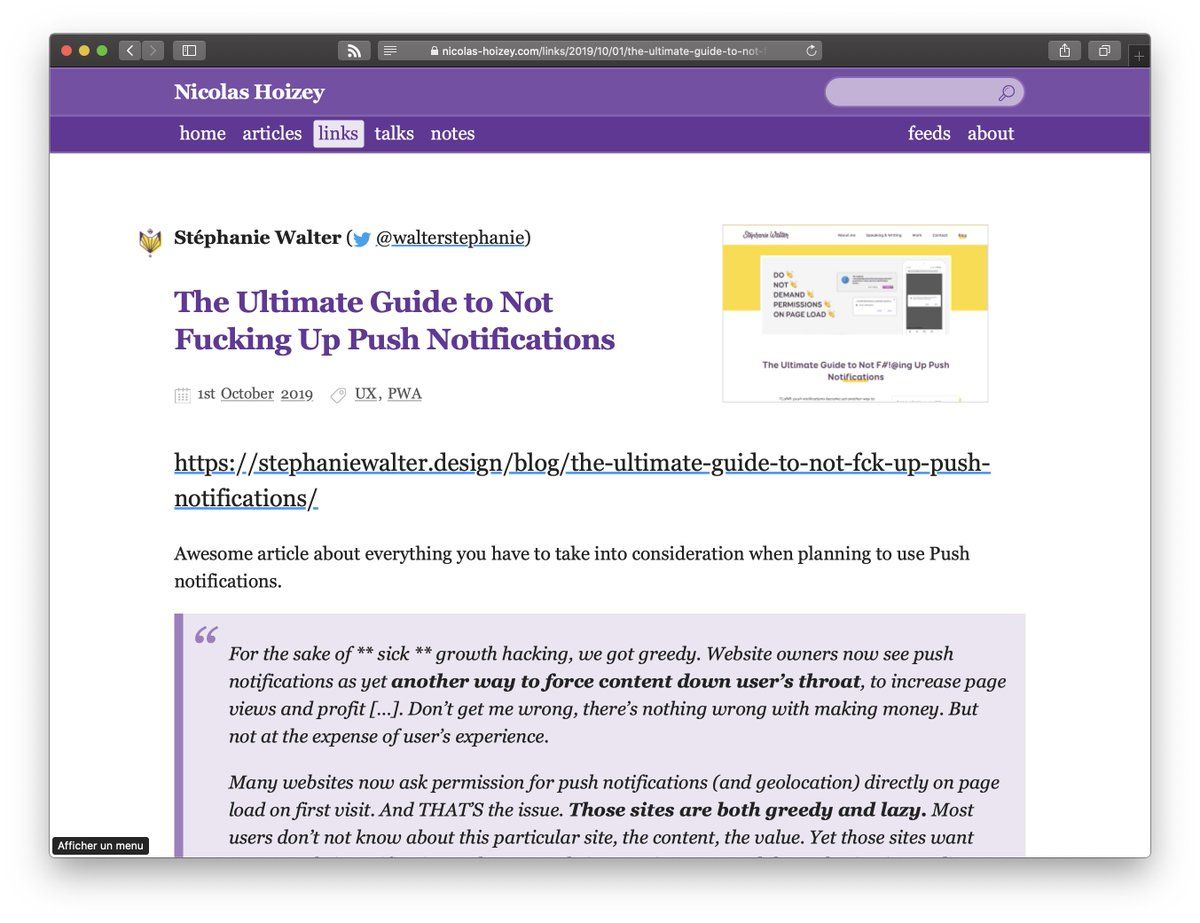 nicolas-hoizey.com/links/2019/10/01/the-ultimate-guide-to-not-f
Nicolas Hoizey
home articles links talks notes feeds about
Stéphanie Walter (@walterstephanie)
The Ultimate Guide to Not
Fucking Up Push Notifications
1st October 2019 UX, PWA
Stéphanie Walter
About me Speaking & Writing Work Contact Blog
DO
NOT
DEMAND
PERMISSIONS
ON PAGE LOAD
The Ultimate Guide to Not F#!@ing Up Push
Notifications
https://stephaniewalter.design/blog/the-ultimate-guide-to-not-fck-up-push-
notifications/
Awesome article about everything you have to take into consideration when planning to use Push
notifications.
“
For the sake of ** sick ** growth hacking, we got greedy. Website owners now see push
notifications as yet another way to force content down user’s throat, to increase page
views and profit […]. Don’t get me wrong, there’s nothing wrong with making money. But
not at the expense of user’s experience.
Many websites now ask permission for push notifications (and geolocation) directly on page
load on first visit. And THAT’S the issue. Those sites are both greedy and lazy. Most
users don’t not know about this particular site, the content, the value. Yet those sites want
Afficher un menu